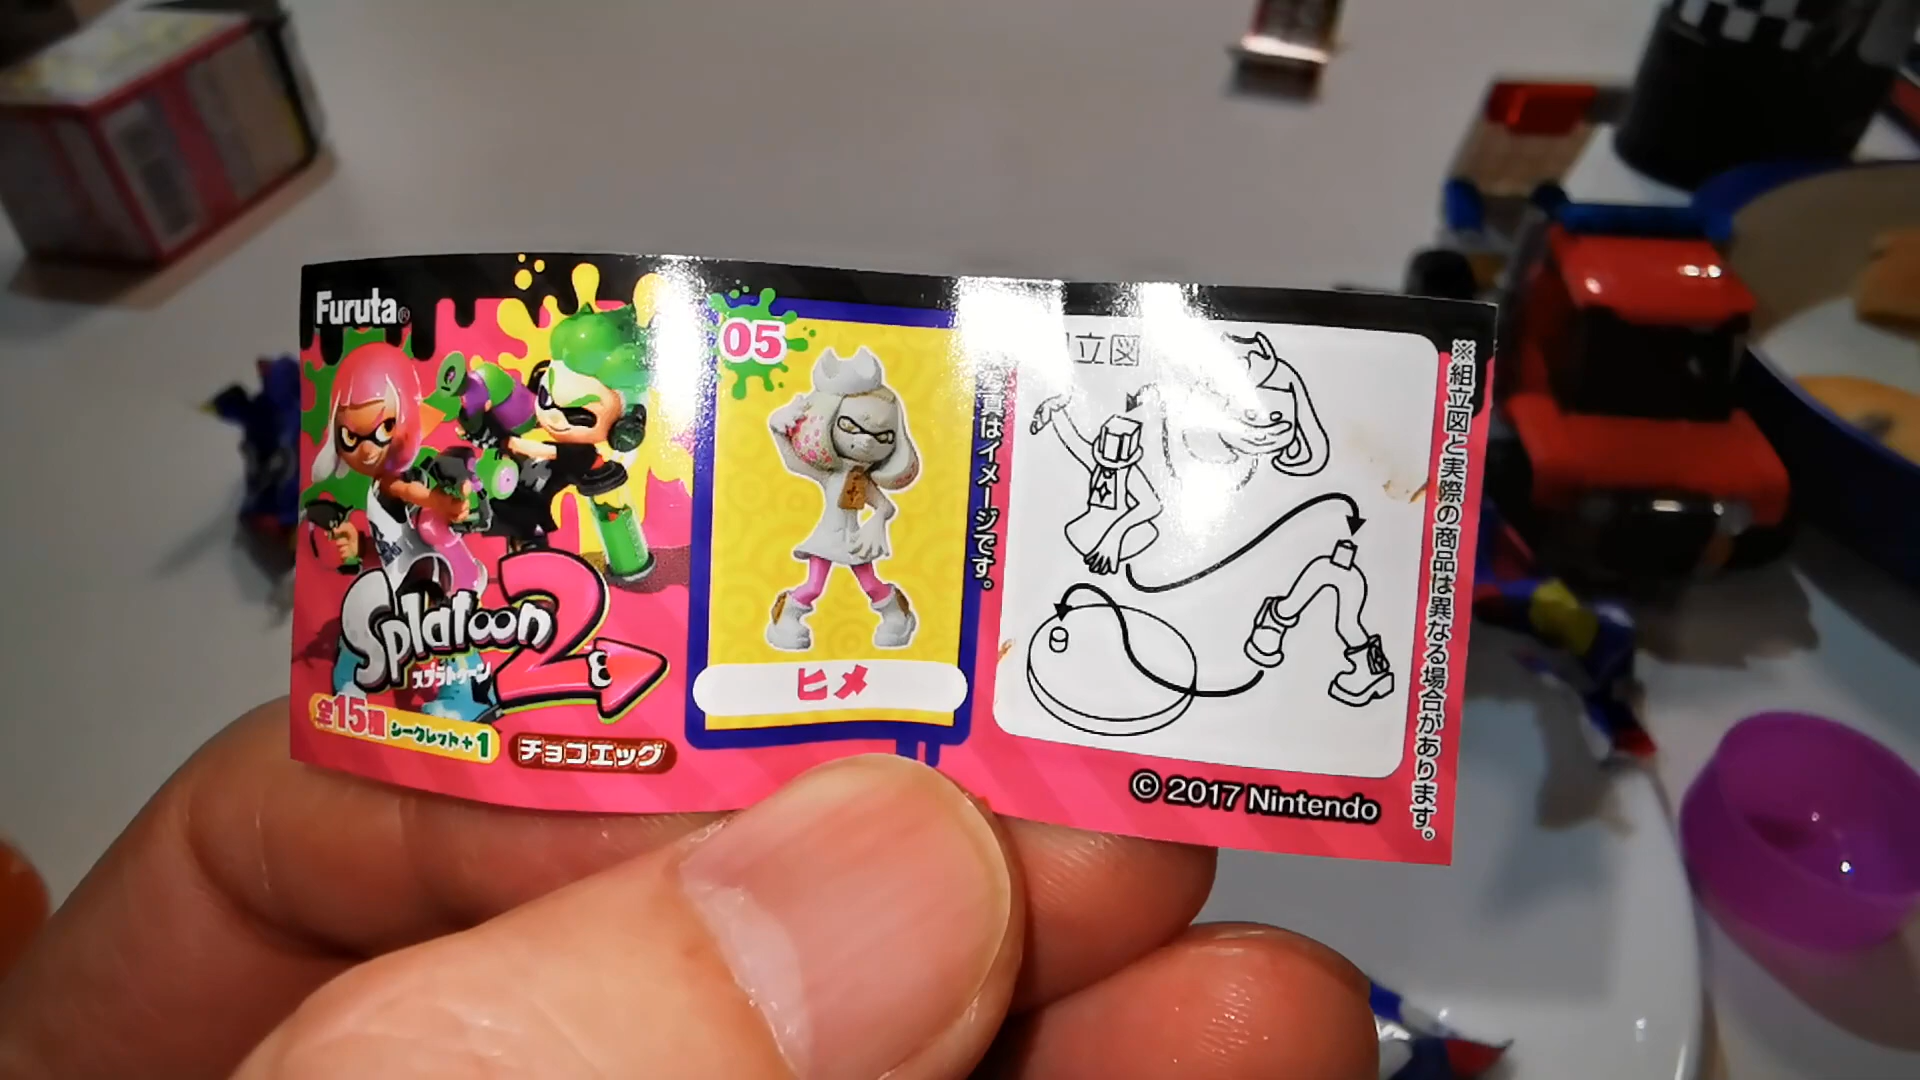 Furuta®
Splatoon 2
スプラトゥーン
全15種 シークレット+1
チョコエッグ
05
ヒメ
はイメージです。
立図
© 2017 Nintendo
※組立図と実際の商品は異なる場合があります。